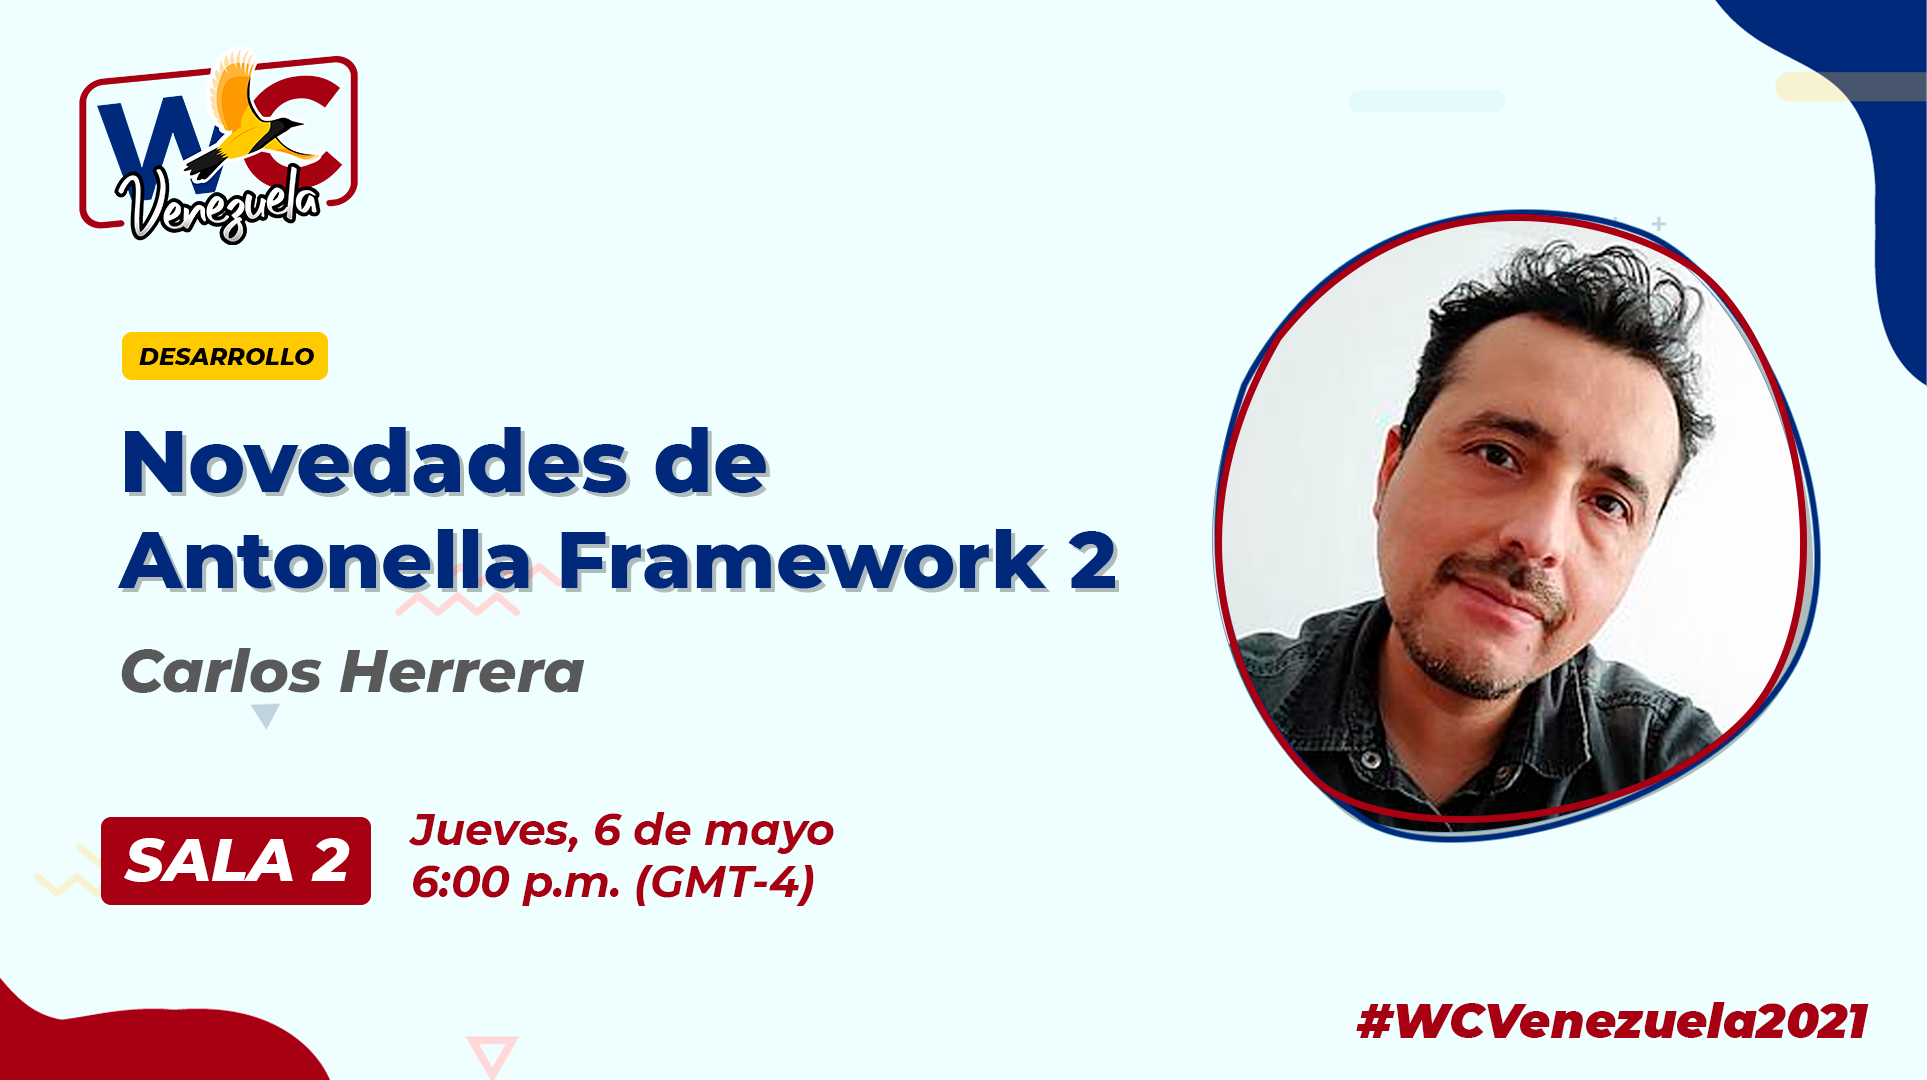 WC
Venezuela
DESARROLLO
Novedades de
Antonella Framework 2
Carlos Herrera
SALA 2
Jueves, 6 de mayo
6:00 p.m. (GMT-4)
#WCVenezuela2021